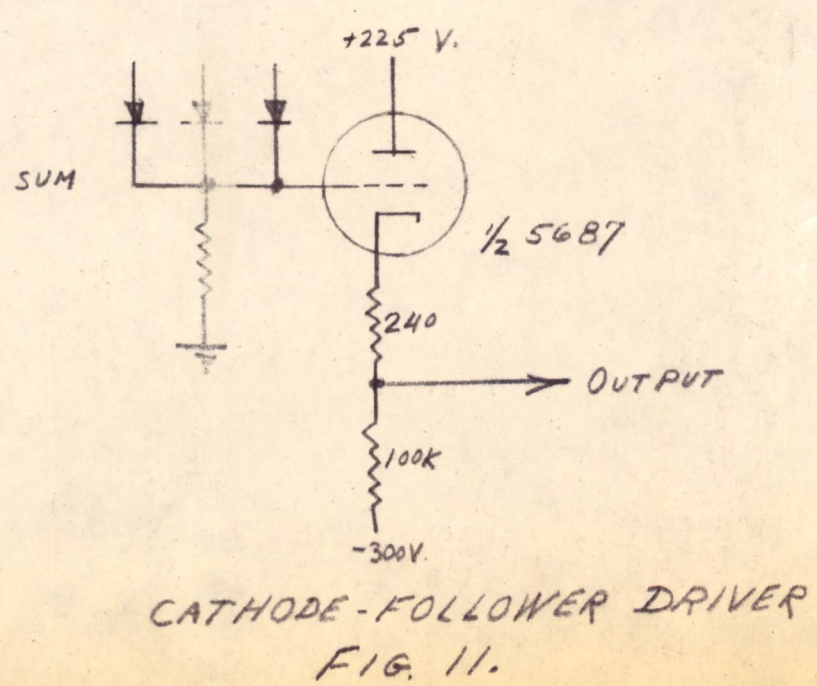 +225 V.
SUM
1/2 5687
240
OUTPUT
100K
-300V.
CATHODE-FOLLOWER DRIVER
FIG. 11.